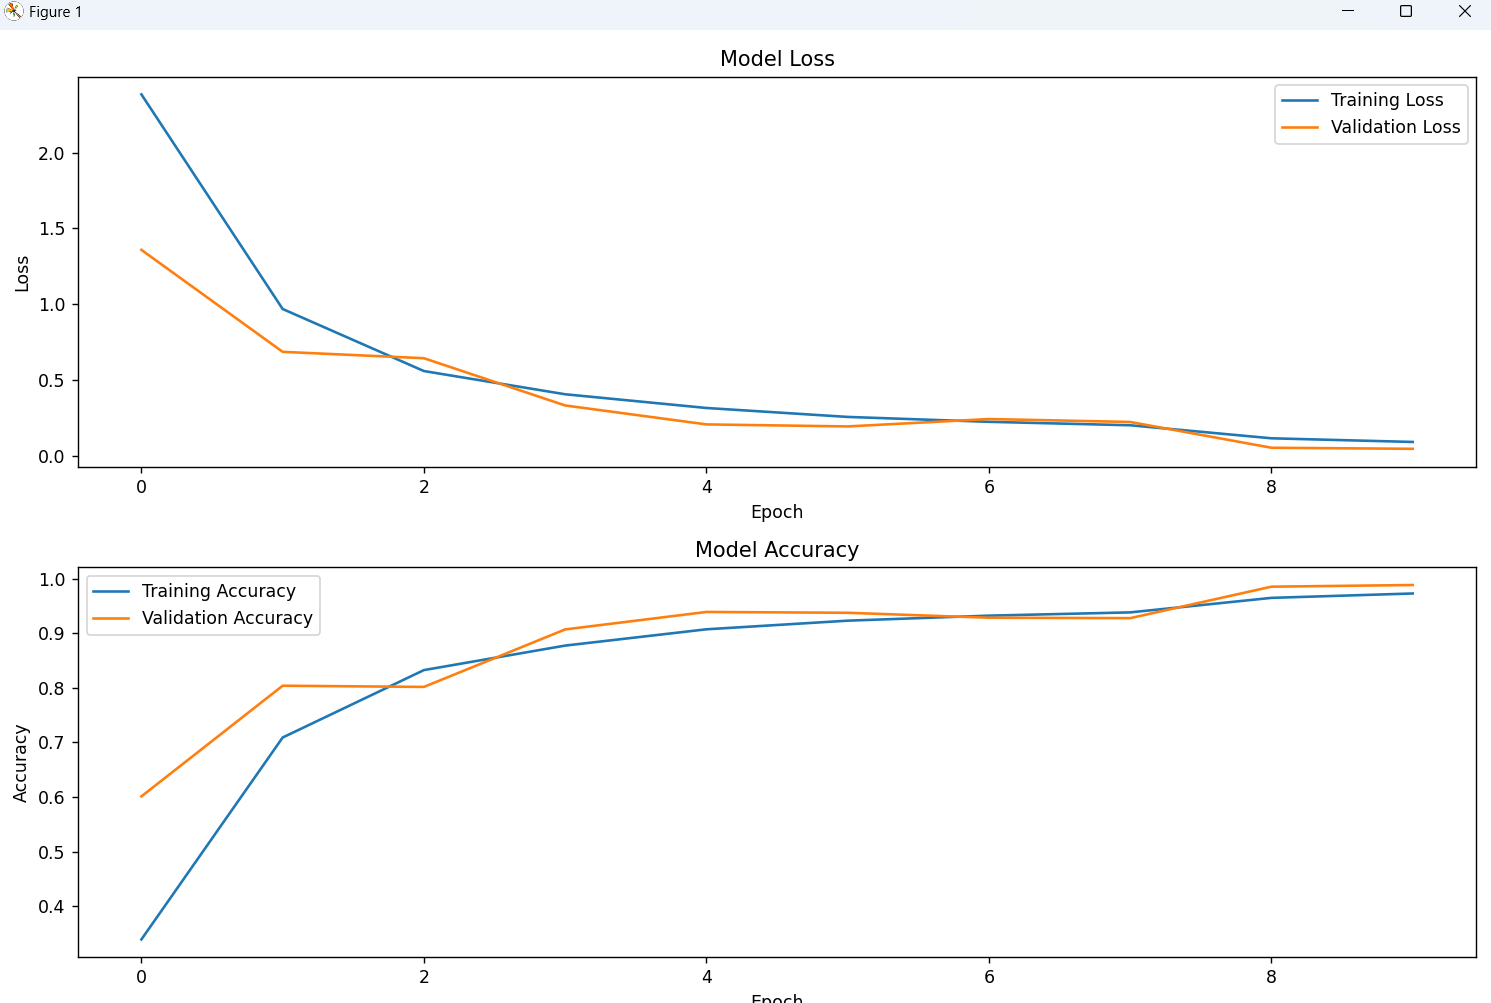 Figure 1
Model Loss
Training Loss
Validation Loss
2.0
1.5
1.0
0.5
0.0
Loss
0 2 4 6 8
Epoch
Model Accuracy
Training Accuracy
Validation Accuracy
1.0
0.9
0.8
0.7
0.6
0.5
0.4
Accuracy
0 2 4 6 8
Epoch